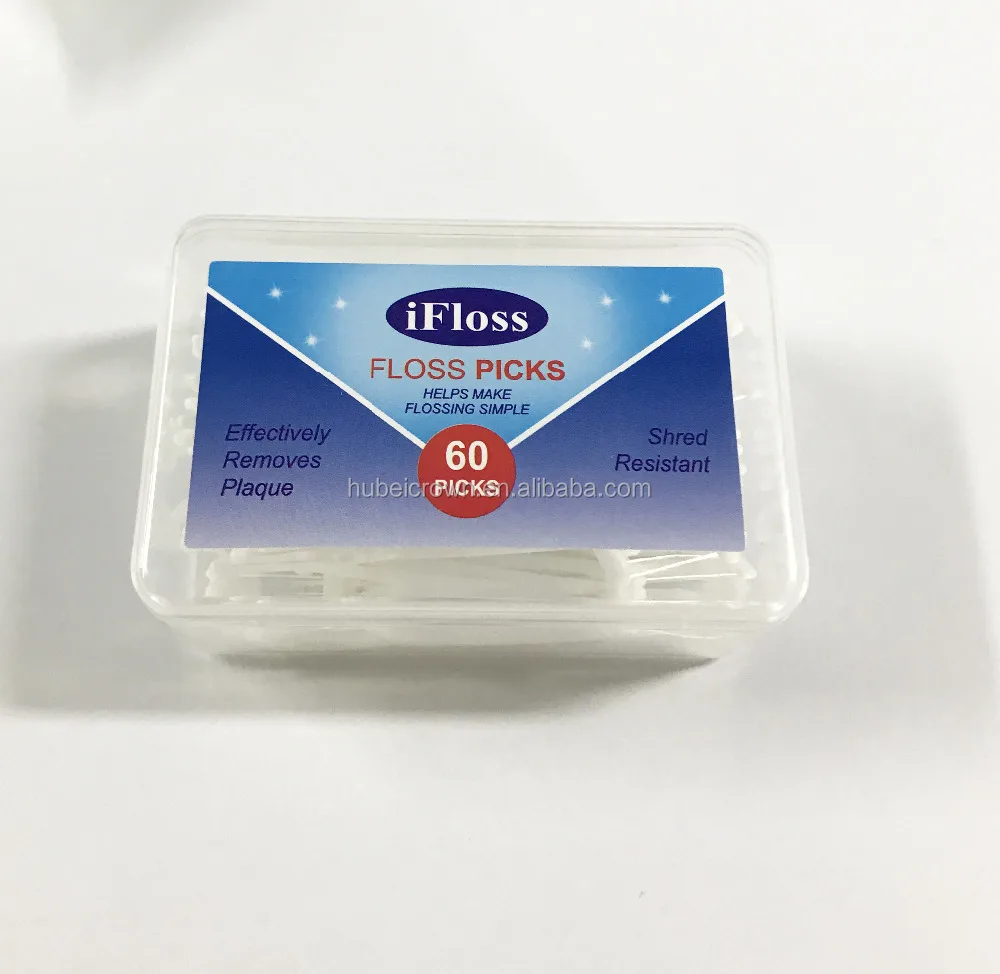 iFloss
FLOSS PICKS
HELPS MAKE
FLOSSING SIMPLE
Effectively
Removes
Plaque
60
PICKS
Shred
Resistant
hubeicrown.en.alibaba.com